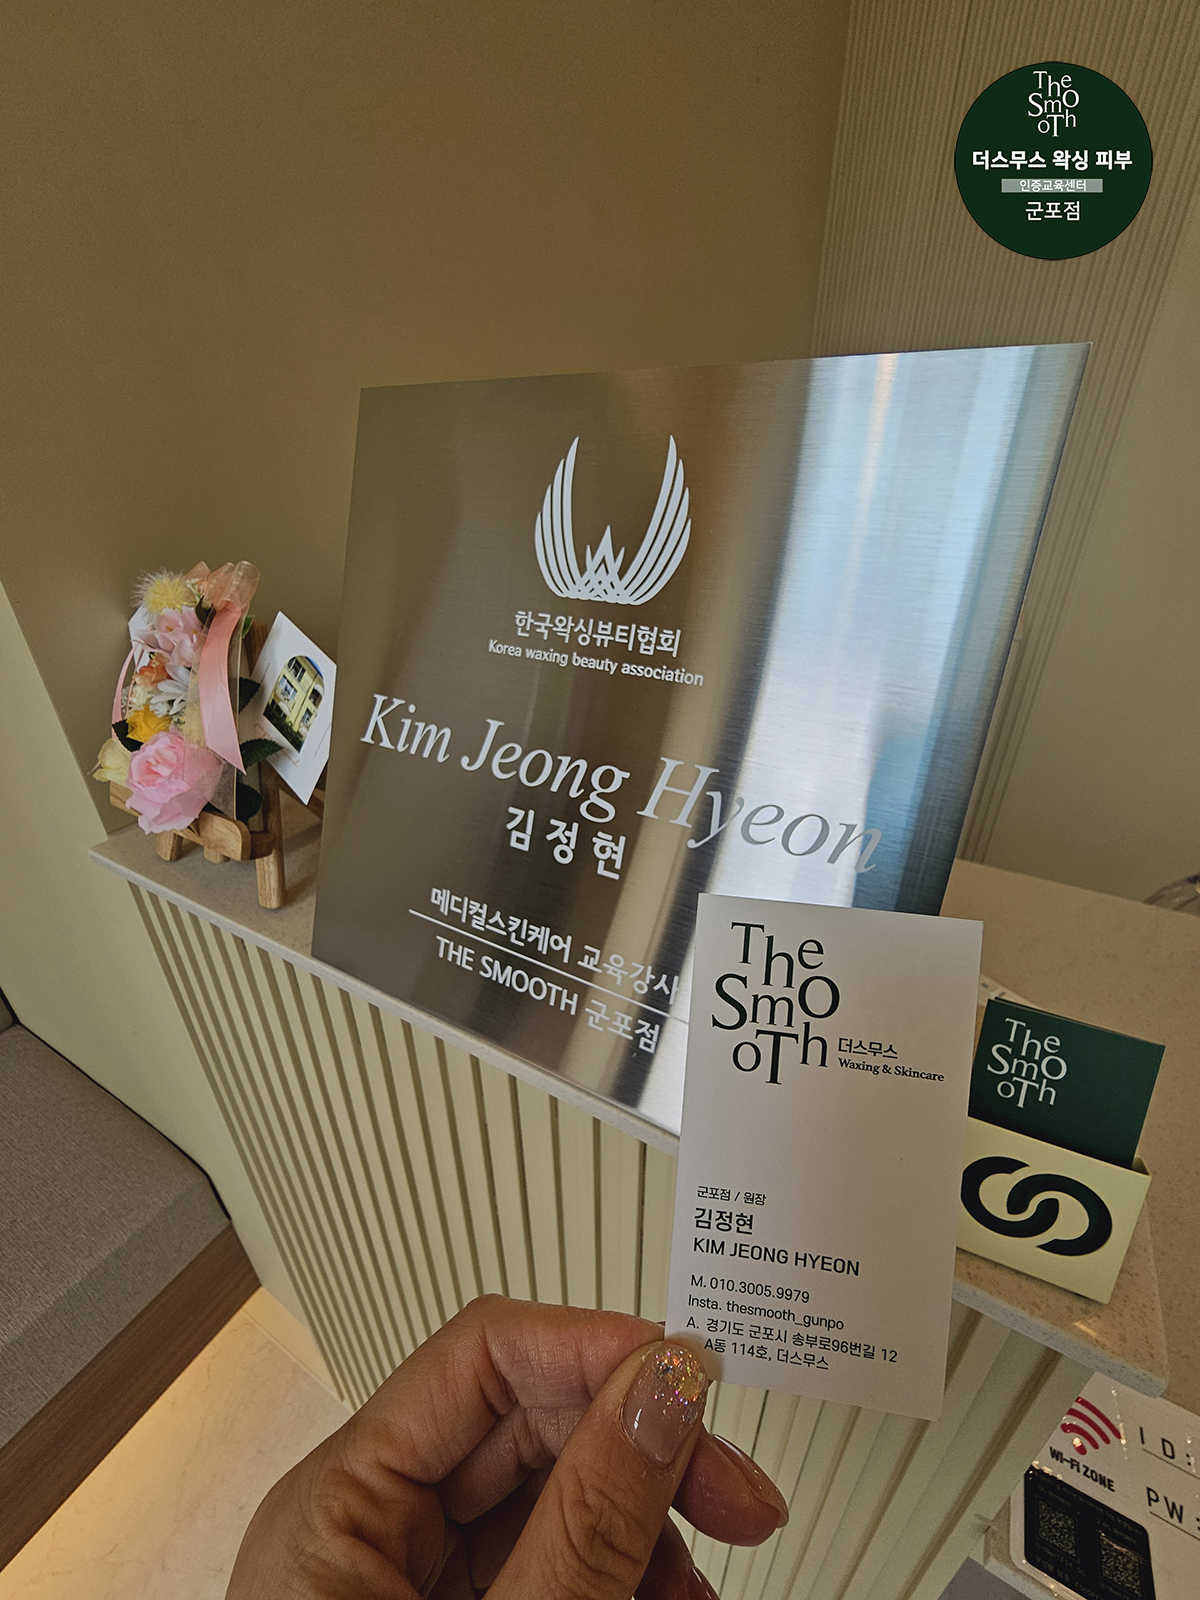 The
SmO
oTh
더스무스 왁싱 피부
인증교육센터
군포점
한국왁싱뷰티협회
Korea waxing beauty association
Kim Jeong Hyeon
김정현
메디컬스킨케어 교육강사
THE SMOOTH 군포점
The
SmO
oTh
더스무스
Waxing & Skincare
군포점 / 원장
김정현
KIM JEONG HYEON
M. 010.3005.9979
Insta. thesmooth_gunpo
A. 경기도 군포시 송부로96번길 12
A동 114호, 더스무스
The
SmO
oTh
WI-FI ZONE
ID:
PW: